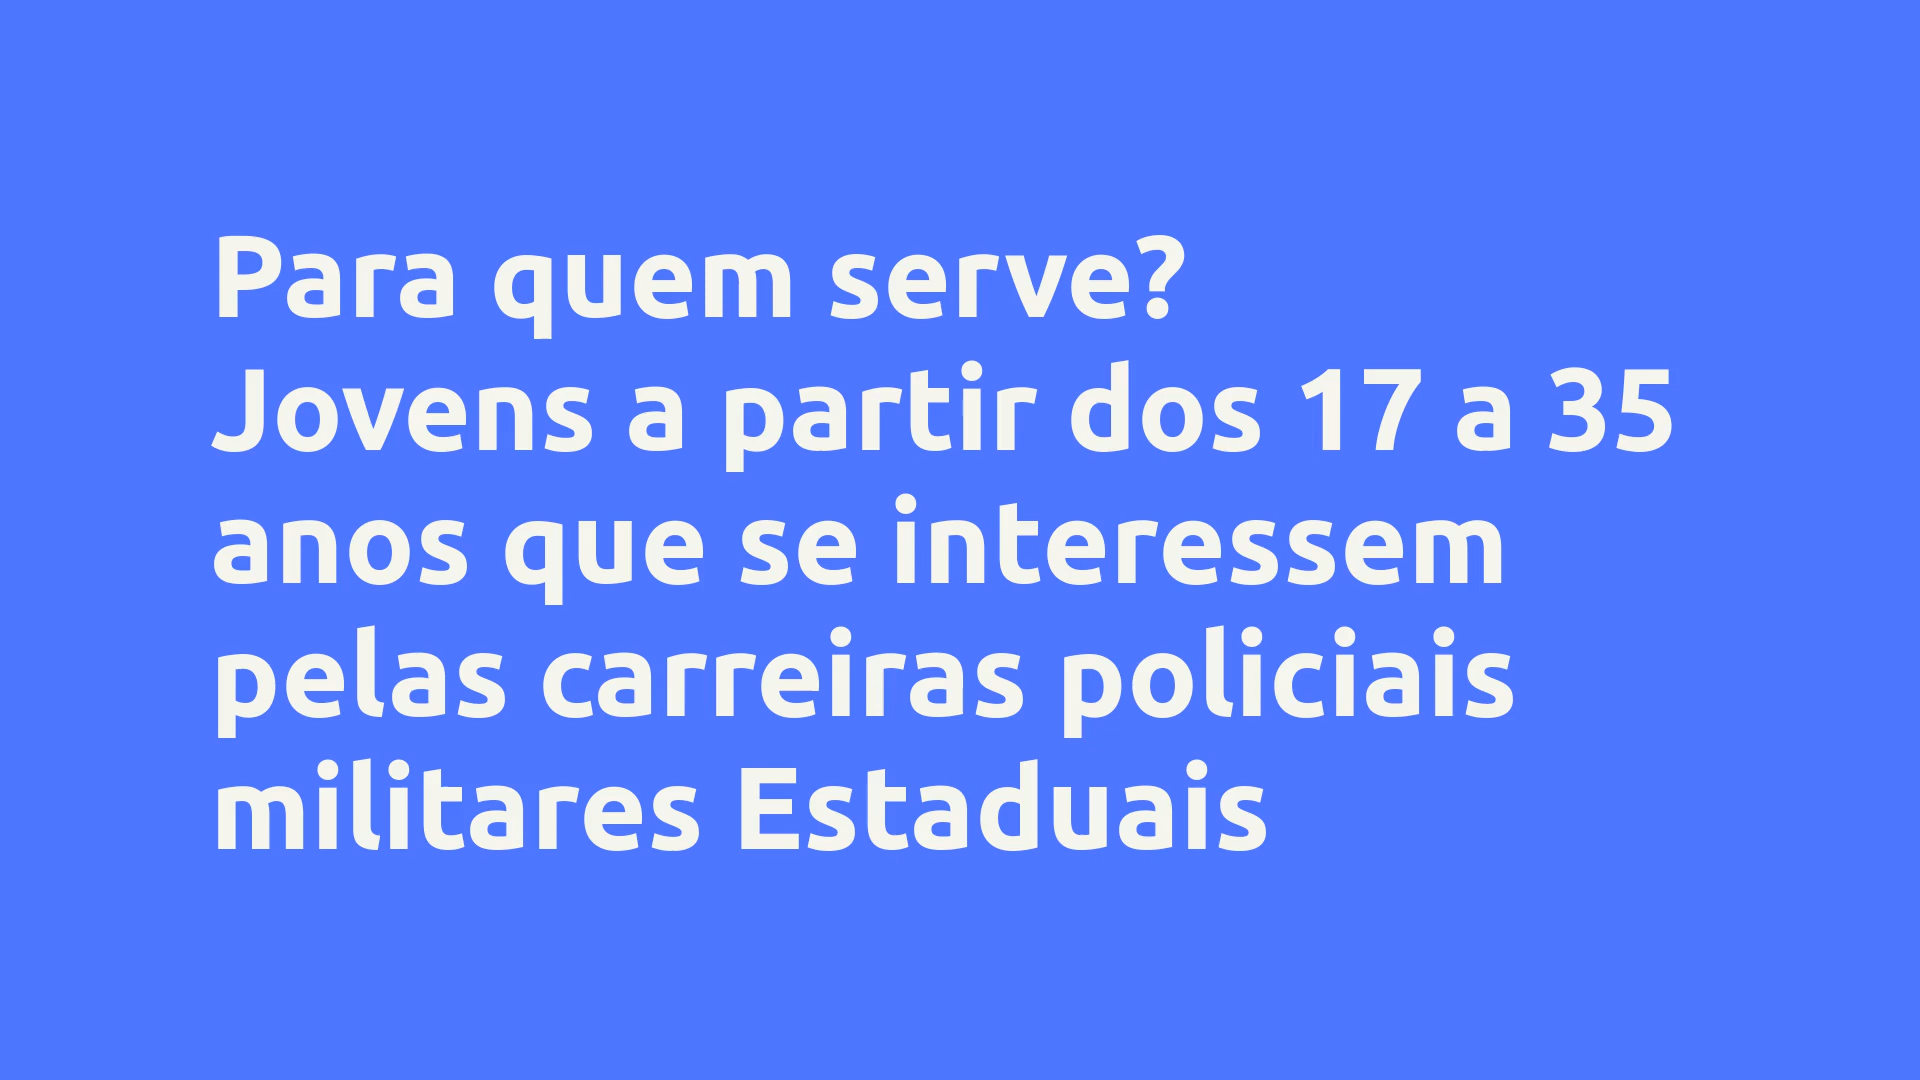 Para quem serve?
Jovens a partir dos 17 a 35
anos que se interessem
pelas carreiras policiais
militares Estaduais